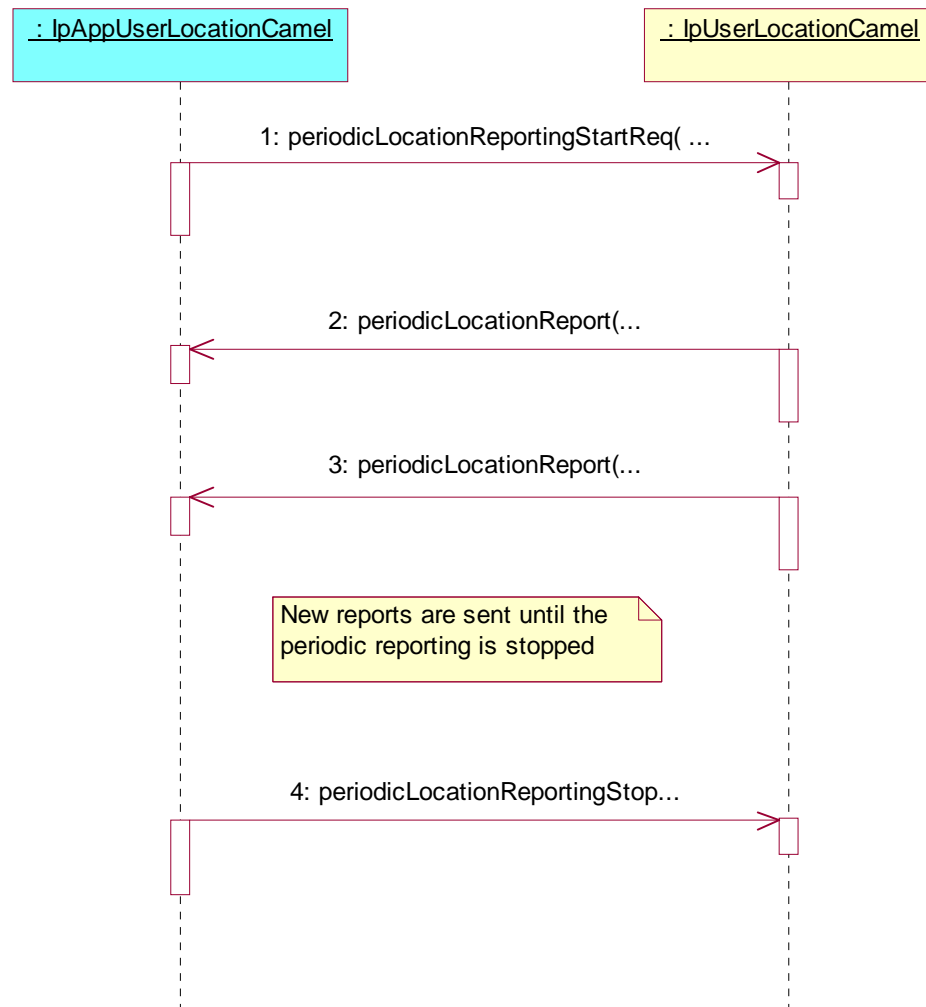 : IpAppUserLocationCamel
: IpUserLocationCamel
1: periodicLocationReportingStartReq( ...
2: periodicLocationReport(...
3: periodicLocationReport(...
New reports are sent until the
periodic reporting is stopped
4: periodicLocationReportingStop...